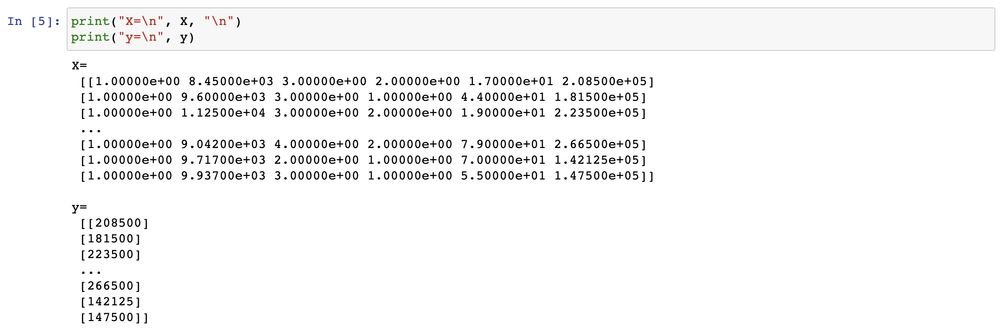 In [5]: print("X=\n", X, "\n")
print("y=\n", y)
X=
[[1.00000e+00 8.45000e+03 3.00000e+00 2.00000e+00 1.70000e+01 2.08500e+05]
[1.00000e+00 9.60000e+03 3.00000e+00 1.00000e+00 4.40000e+01 1.81500e+05]
[1.00000e+00 1.12500e+04 3.00000e+00 2.00000e+00 1.90000e+01 2.23500e+05]
...
[1.00000e+00 9.04200e+03 4.00000e+00 2.00000e+00 7.90000e+01 2.66500e+05]
[1.00000e+00 9.71700e+03 2.00000e+00 1.00000e+00 7.00000e+01 1.42125e+05]
[1.00000e+00 9.93700e+03 3.00000e+00 1.00000e+00 5.50000e+01 1.47500e+05]]
y=
[[208500]
[181500]
[223500]
...
[266500]
[142125]
[147500]]